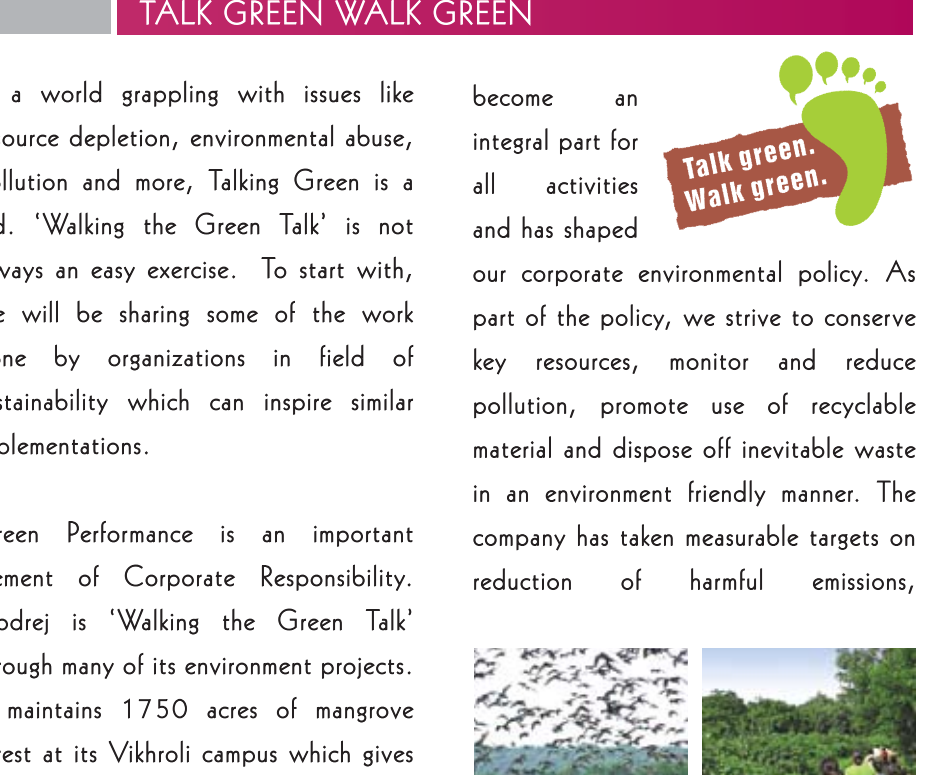 TALK GREEN WALK GREEN
a world grappling with issues like
source depletion, environmental abuse,
llution and more, Talking Green is a
d. ‘Walking the Green Talk’ is not
ways an easy exercise. To start with,
e will be sharing some of the work
ne by organizations in field of
stainability which can inspire similar
plementations.
reen Performance is an important
ement of Corporate Responsibility.
odrej is ‘Walking the Green Talk’
rough many of its environment projects.
maintains 1750 acres of mangrove
rest at its Vikhroli campus which gives
become an
integral part for
all activities
and has shaped
our corporate environmental policy. As
part of the policy, we strive to conserve
key resources, monitor and reduce
pollution, promote use of recyclable
material and dispose off inevitable waste
in an environment friendly manner. The
company has taken measurable targets on
reduction of harmful emissions,
Talk green.
Walk green.